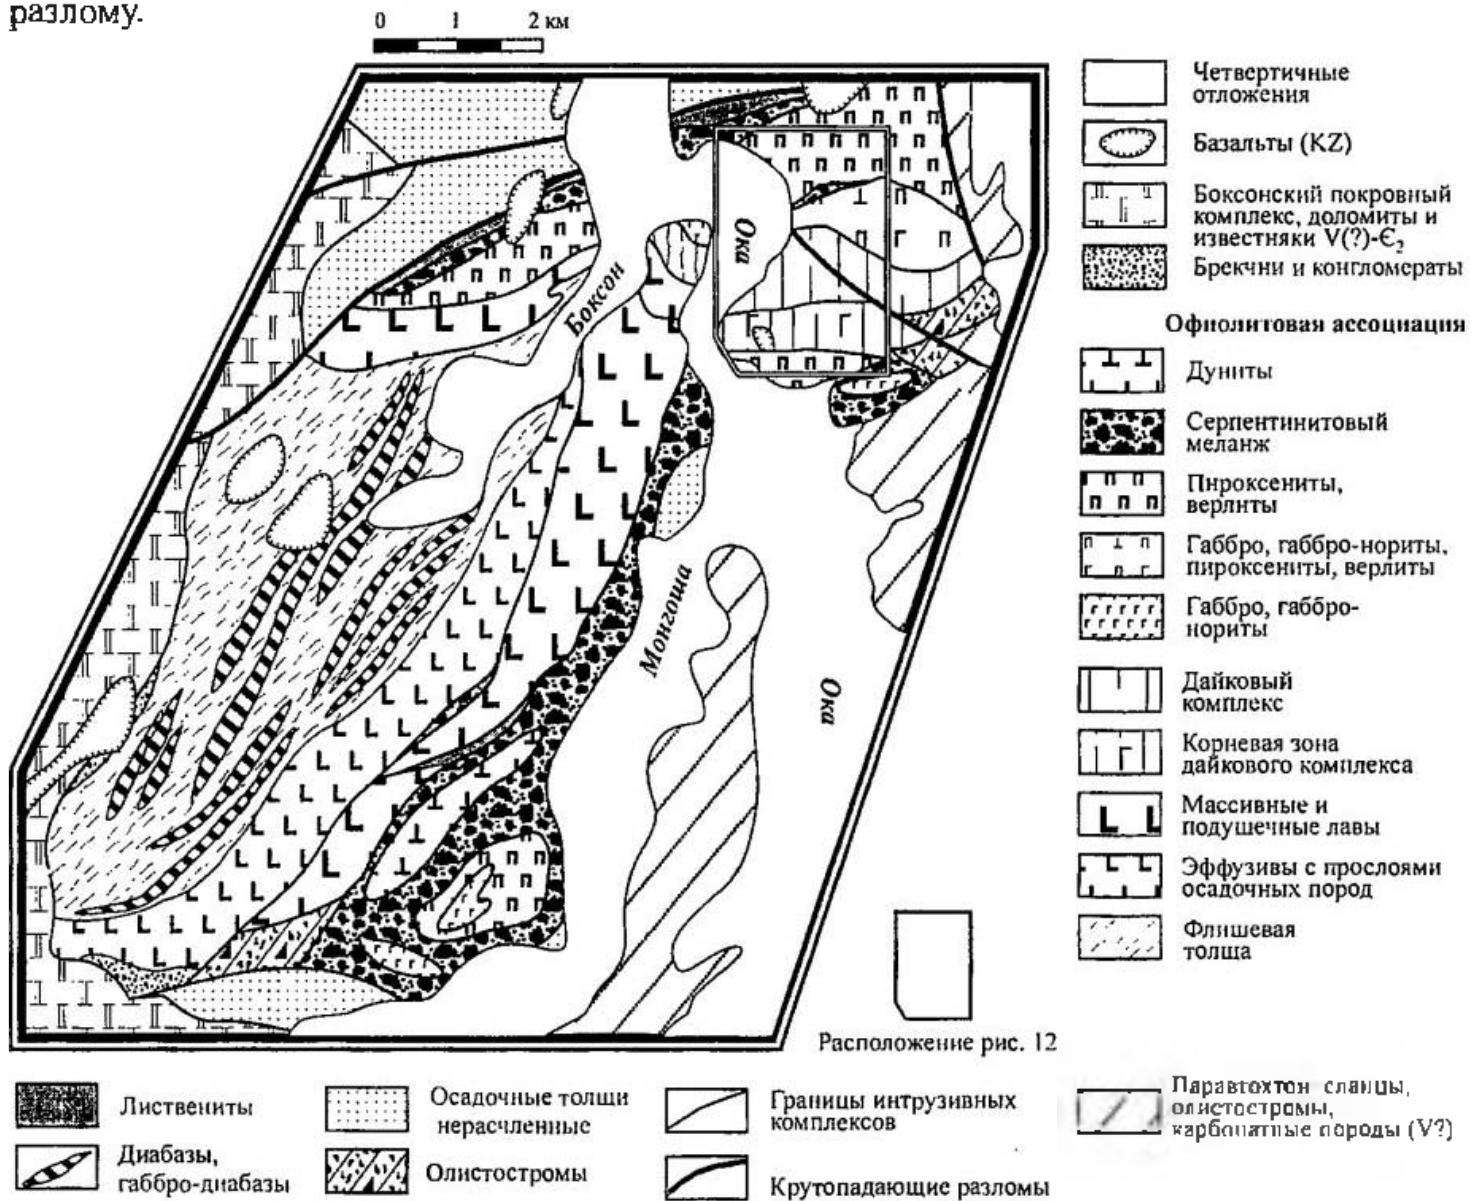 разлому.
0 1 2 км
Четвертичные
отложения
Базальты (KZ)
Боксонский покровный
комплекс, доломиты и
известняки V(?)-Є₂
Брекчии и конгломераты
Офиолитовая ассоциация
Дуниты
Серпентинитовый
меланж
Пироксениты,
верлиты
Габбро, габбро-нориты,
пироксениты, верлиты
Габбро, габбро-
нориты
Дайковый
комплекс
Корневая зона
дайкового комплекса
Массивные и
подушечные лавы
Эффузивы с прослоями
осадочных пород
Флишевая
толща
Ока
Боксон
Монгоша
Ока
Расположение рис. 12
Листвениты
Диабазы,
габбро-диабазы
Осадочные толщи
нерасчлененные
Олистостромы
Границы интрузивных
комплексов
Крутопадающие разломы
Паравтохтон сланцы,
олистостромы,
карбонатные породы (V?)